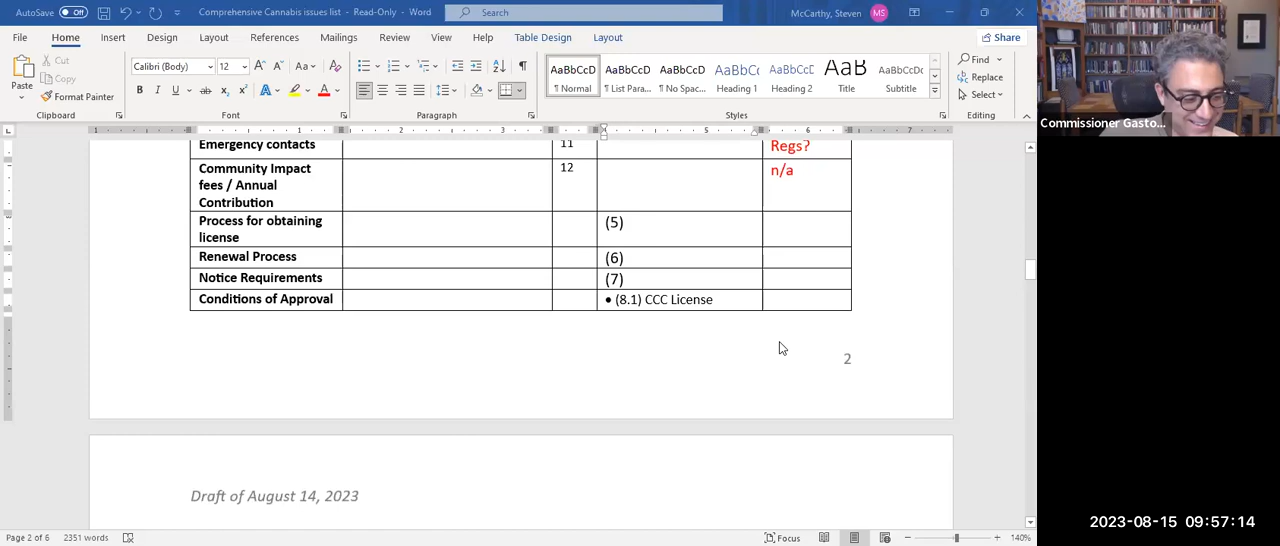 AutoSave Off Comprehensive Cannabis issues list - Read-Only - Word Search McCarthy, Steven MS
File Home Insert Design Layout References Mailings Review View Help Table Design Layout Share
Cut
Copy
Format Painter
Paste
Calibri (Body) 12
AaBbCcD AaBbCcD AaBbCcD AaBbCc AaBbCcD AaB AaBbCcD
¶ Normal ¶ List Para... ¶ No Spac... Heading 1 Heading 2 Title Subtitle
Find
Replace
Select
Clipboard Font Paragraph Styles Editing
Commissioner Gasto...
Emergency contacts 11 Regs?
Community Impact 12 n/a
fees / Annual
Contribution
Process for obtaining (5)
license
Renewal Process (6)
Notice Requirements (7)
Conditions of Approval • (8.1) CCC License
2
Draft of August 14, 2023
2023-08-15 09:57:14
Page 2 of 6 2351 words Focus 140%